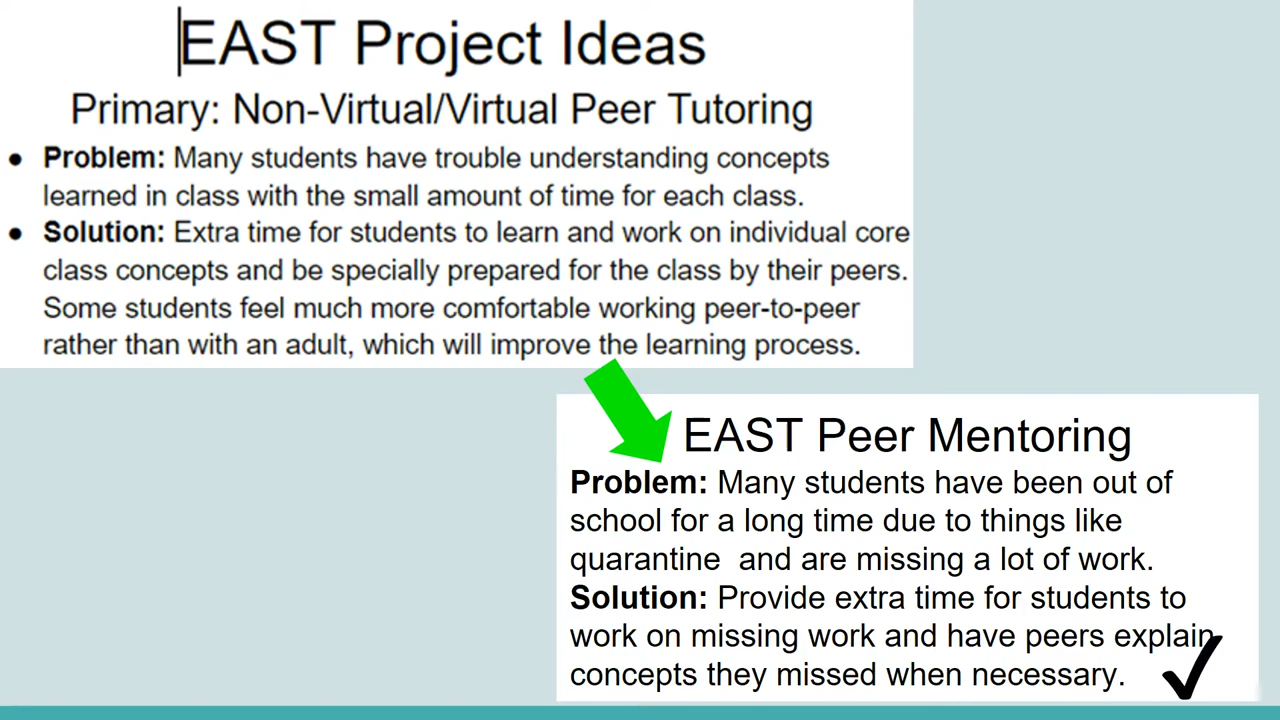 EAST Project Ideas
Primary: Non-Virtual/Virtual Peer Tutoring
● Problem: Many students have trouble understanding concepts
learned in class with the small amount of time for each class.
● Solution: Extra time for students to learn and work on individual core
class concepts and be specially prepared for the class by their peers.
Some students feel much more comfortable working peer-to-peer
rather than with an adult, which will improve the learning process.
EAST Peer Mentoring
Problem: Many students have been out of
school for a long time due to things like
quarantine  and are missing a lot of work.
Solution: Provide extra time for students to
work on missing work and have peers explain
concepts they missed when necessary.